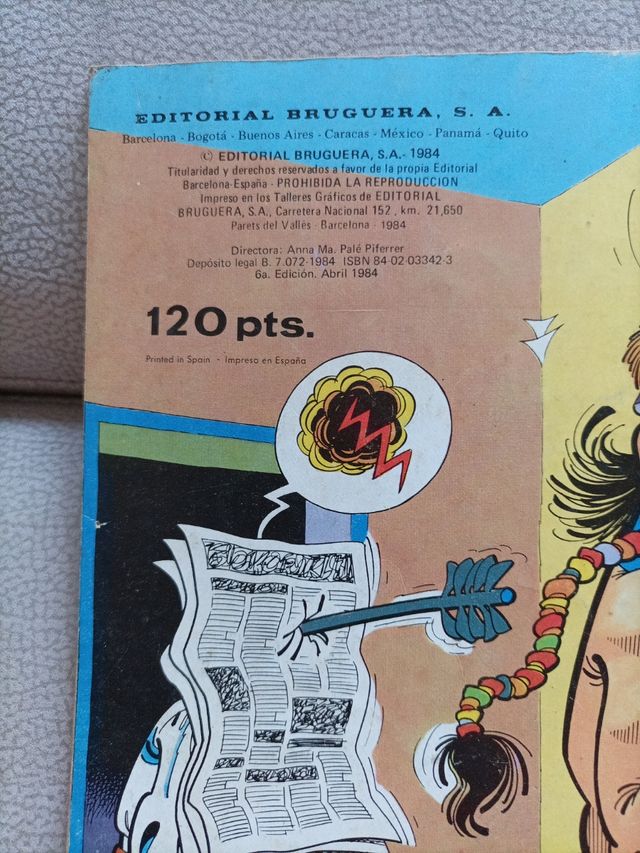 EDITORIAL BRUGUERA, S. A.
Barcelona - Bogotá - Buenos Aires - Caracas - México - Panamá - Quito
© EDITORIAL BRUGUERA, S.A.- 1984
Titularidad y derechos reservados a favor de la propia Editorial
Barcelona-España - PROHIBIDA LA REPRODUCCION
Impreso en los Talleres Gráficos de EDITORIAL
BRUGUERA, S.A., Carretera Nacional 152, km. 21,650
Parets del Vallés - Barcelona - 1984
Directora: Anna Ma. Palé Piferrer
Depósito legal B. 7.072-1984 ISBN 84-02-03342-3
6a. Edición. Abril 1984
120 pts.
Printed in Spain - Impreso en España